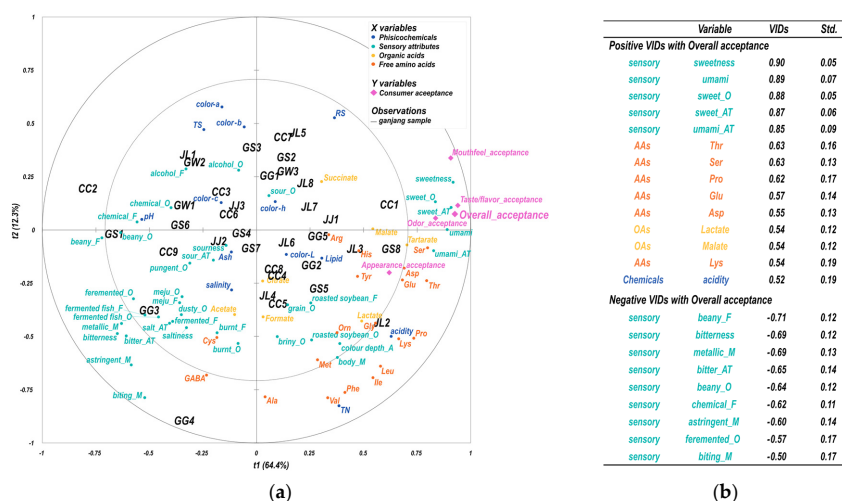 X variables
Phisicochemicals
Sensory attributes
Organic acids
Free amino acids
Y variables
Consumer aceeptance
Observations
ganjang sample
1
0.75
0.5
0.25
0
-0.25
-0.5
-0.75
-1
t2 (12.3%)
color-a
color-b
TS
RS
CC7
JL5
GS3
GS2
JL1
GW2
alcohol_F
alcohol_O
GG1
GW3
JL8
Succinate
Mouthfeel_acceptance
sweetness
CC2
chemical_O
GW1
color-c
CC3
JJ3
sour_O
color-h
JL7
CC1
sweet_O
Taste/flavor_acceptance
sweet_AT
Overall_acceptance
Odor_acceptance
chemical_F
pH
GS6
CC6
JJ1
Malate
umami
beany_F
GS1
beany_O
GS4
Arg
GG5
JJ2
sourness
GS7
JL6
JL3
His
GS8
Tartarate
Ser
umami_AT
CC9
sour_AT
Ash
color-L
Lipid
pungent_O
CC8
GG2
Appearance_acceptance
Asp
CC4
Citrate
Tyr
Glu
Thr
salinity
GS5
feremented_O
meju_O
meju_F
JL4
Acetate
CC5
roasted_soybean_F
grain_O
fermented fish_F
fermented fish_O
GG3
dusty_O
Formate
Lactate
metallic_M
salt_AT
fermented_F
JL2
Gly
bitterness
bitter_AT
saltiness
burnt_F
Orn
roasted soybean_O
acidity
Pro
Cys
burnt_O
briny_O
colour depth_A
Lys
astringent_M
GABA
Met
body_M
Leu
Ile
biting_M
Ala
Val
Phe
TN
GG4
-1 -0.75 -0.5 -0.25 0 0.25 0.5 0.75 1
t1 (64.4%)
(a)
Variable VIDs Std.
Positive VIDs with Overall acceptance
sensory sweetness 0.90 0.05
sensory umami 0.89 0.07
sensory sweet_O 0.88 0.05
sensory sweet_AT 0.87 0.06
sensory umami_AT 0.85 0.09
AAs Thr 0.63 0.16
AAs Ser 0.63 0.13
AAs Pro 0.62 0.17
AAs Glu 0.57 0.14
AAs Asp 0.55 0.13
OAs Lactate 0.54 0.12
OAs Malate 0.54 0.12
AAs Lys 0.54 0.19
Chemicals acidity 0.52 0.19
Negative VIDs with Overall acceptance
sensory beany_F -0.71 0.12
sensory bitterness -0.69 0.12
sensory metallic_M -0.69 0.13
sensory bitter_AT -0.65 0.14
sensory beany_O -0.64 0.12
sensory chemical_F -0.62 0.11
sensory astringent_M -0.60 0.14
sensory feremented_O -0.57 0.17
sensory biting_M -0.50 0.17
(b)